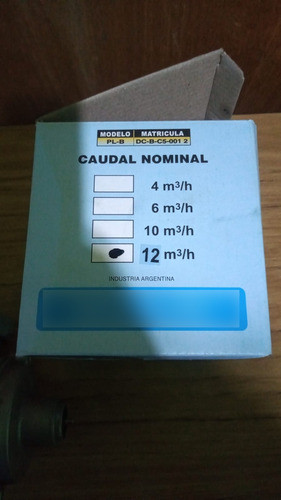 MODELO MATRICULA
PL-B DC-B-C5-001 2
CAUDAL NOMINAL
4 m³/h
6 m³/h
10 m³/h
12 m³/h
INDUSTRIA ARGENTINA